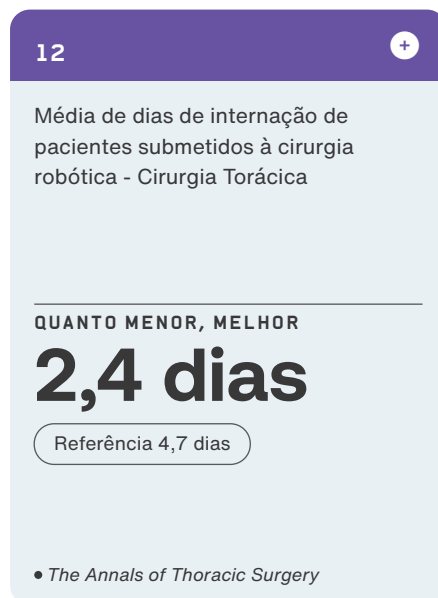 12
+
Média de dias de internação de
pacientes submetidos à cirurgia
robótica - Cirurgia Torácica
QUANTO MENOR, MELHOR
2,4 dias
Referência 4,7 dias
• The Annals of Thoracic Surgery